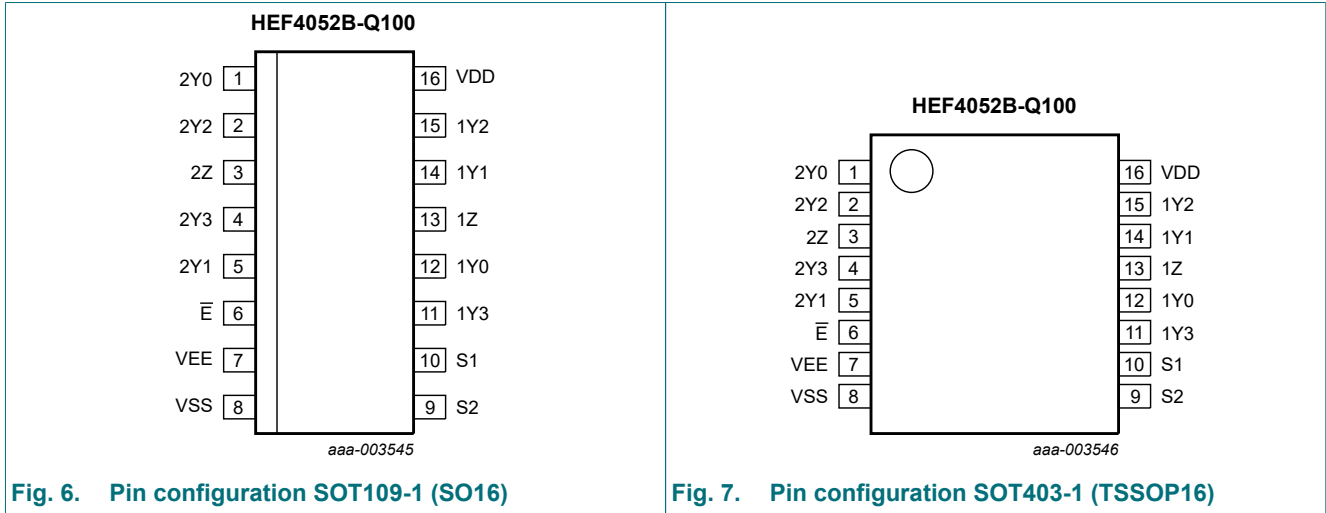 HEF4052B-Q100
2Y0 1 16 VDD
2Y2 2 15 1Y2
2Z 3 14 1Y1
2Y3 4 13 1Z
2Y1 5 12 1Y0
E̅ 6 11 1Y3
VEE 7 10 S1
VSS 8 9 S2
aaa-003545
Fig. 6. Pin configuration SOT109-1 (SO16)
HEF4052B-Q100
2Y0 1 16 VDD
2Y2 2 15 1Y2
2Z 3 14 1Y1
2Y3 4 13 1Z
2Y1 5 12 1Y0
E̅ 6 11 1Y3
VEE 7 10 S1
VSS 8 9 S2
aaa-003546
Fig. 7. Pin configuration SOT403-1 (TSSOP16)